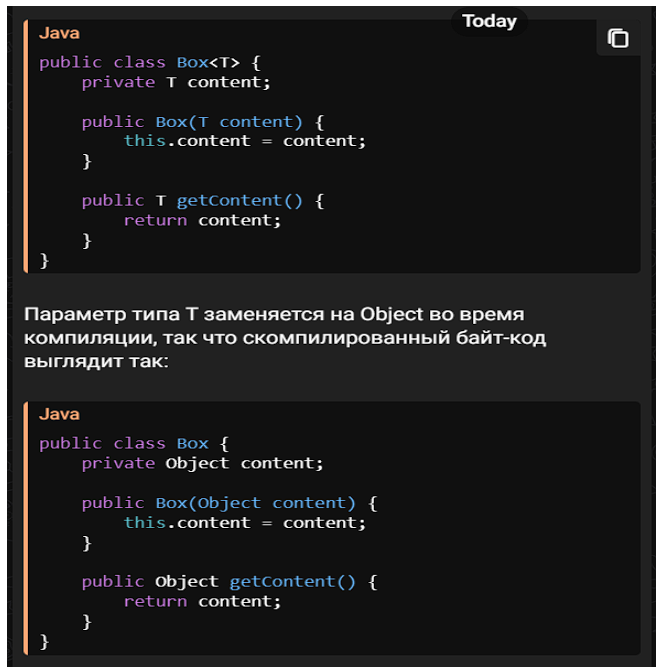 Today
Java
public class Box<T> {
    private T content;

    public Box(T content) {
        this.content = content;
    }

    public T getContent() {
        return content;
    }
}
Параметр типа T заменяется на Object во время
компиляции, так что скомпилированный байт-код
выглядит так:
Java
public class Box {
    private Object content;

    public Box(Object content) {
        this.content = content;
    }

    public Object getContent() {
        return content;
    }
}